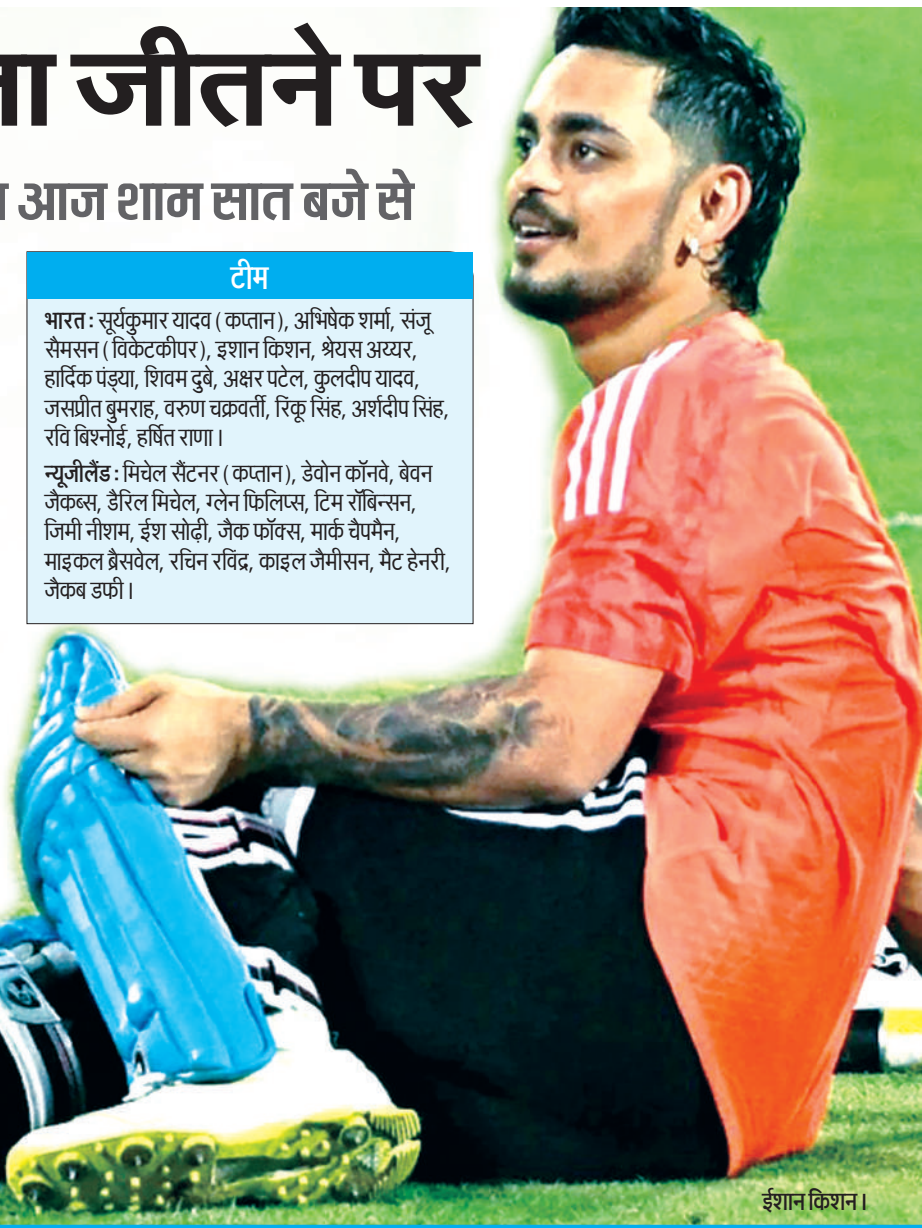 जीतने पर
आज शाम सात बजे से
टीम
भारत : सूर्यकुमार यादव ( कप्तान ), अभिषेक शर्मा, संजू
सैमसन ( विकेटकीपर ), इशान किशन, श्रेयस अय्यर,
हार्दिक पंड्या, शिवम दुबे, अक्षर पटेल, कुलदीप यादव,
जसप्रीत बुमराह, वरुण चक्रवर्ती, रिंकू सिंह, अर्शदीप सिंह,
रवि बिश्नोई, हर्षित राणा ।
न्यूजीलैंड : मिचेल सैंटनर ( कप्तान ), डेवोन कॉनवे, बेवन
जैकब्स, डैरिल मिचेल, ग्लेन फिलिप्स, टिम रॉबिन्सन,
जिमी नीशम, ईश सोढ़ी, जैक फॉक्स, मार्क चैपमैन,
माइकल ब्रैसवेल, रचिन रविंद्र, काइल जैमीसन, मैट हेनरी,
जैकब डफी ।
ईशान किशन ।